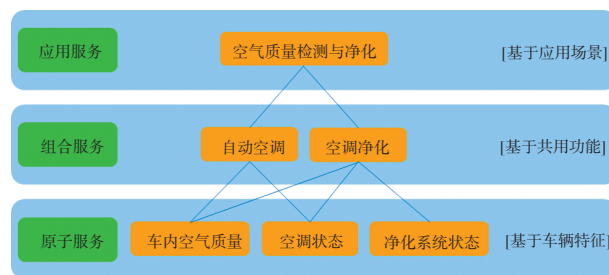 应用服务 空气质量检测与净化 [基于应用场景]
组合服务 自动空调 空调净化 [基于共用功能]
原子服务 车内空气质量 空调状态 净化系统状态 [基于车辆特征]